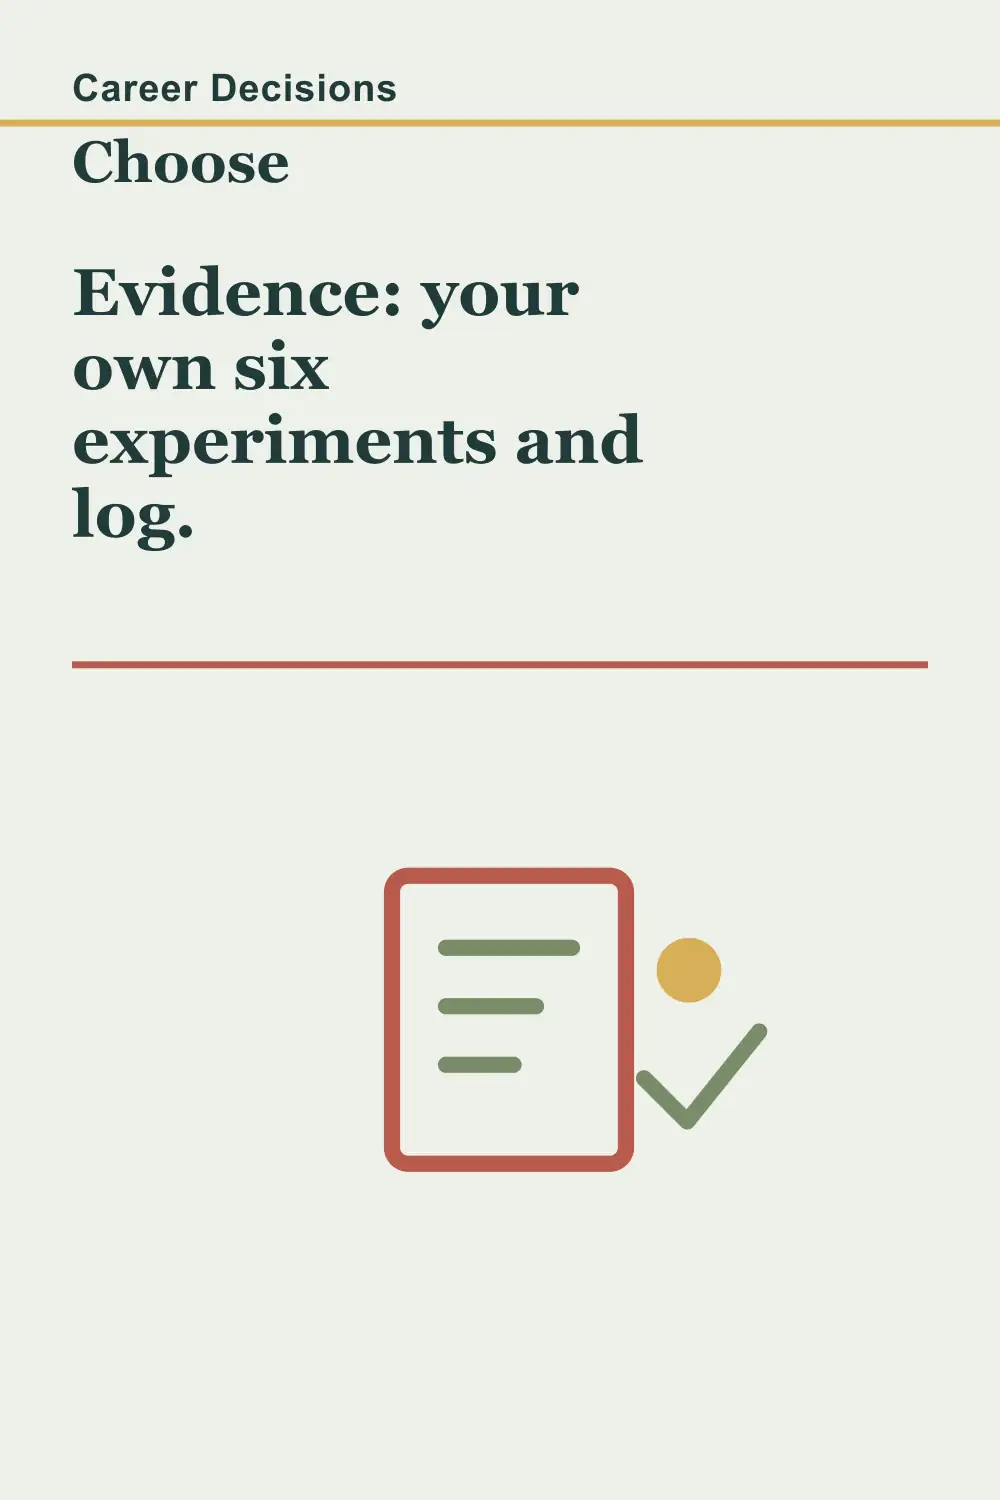 Career Decisions
Choose
Evidence: your
own six
experiments and
log.